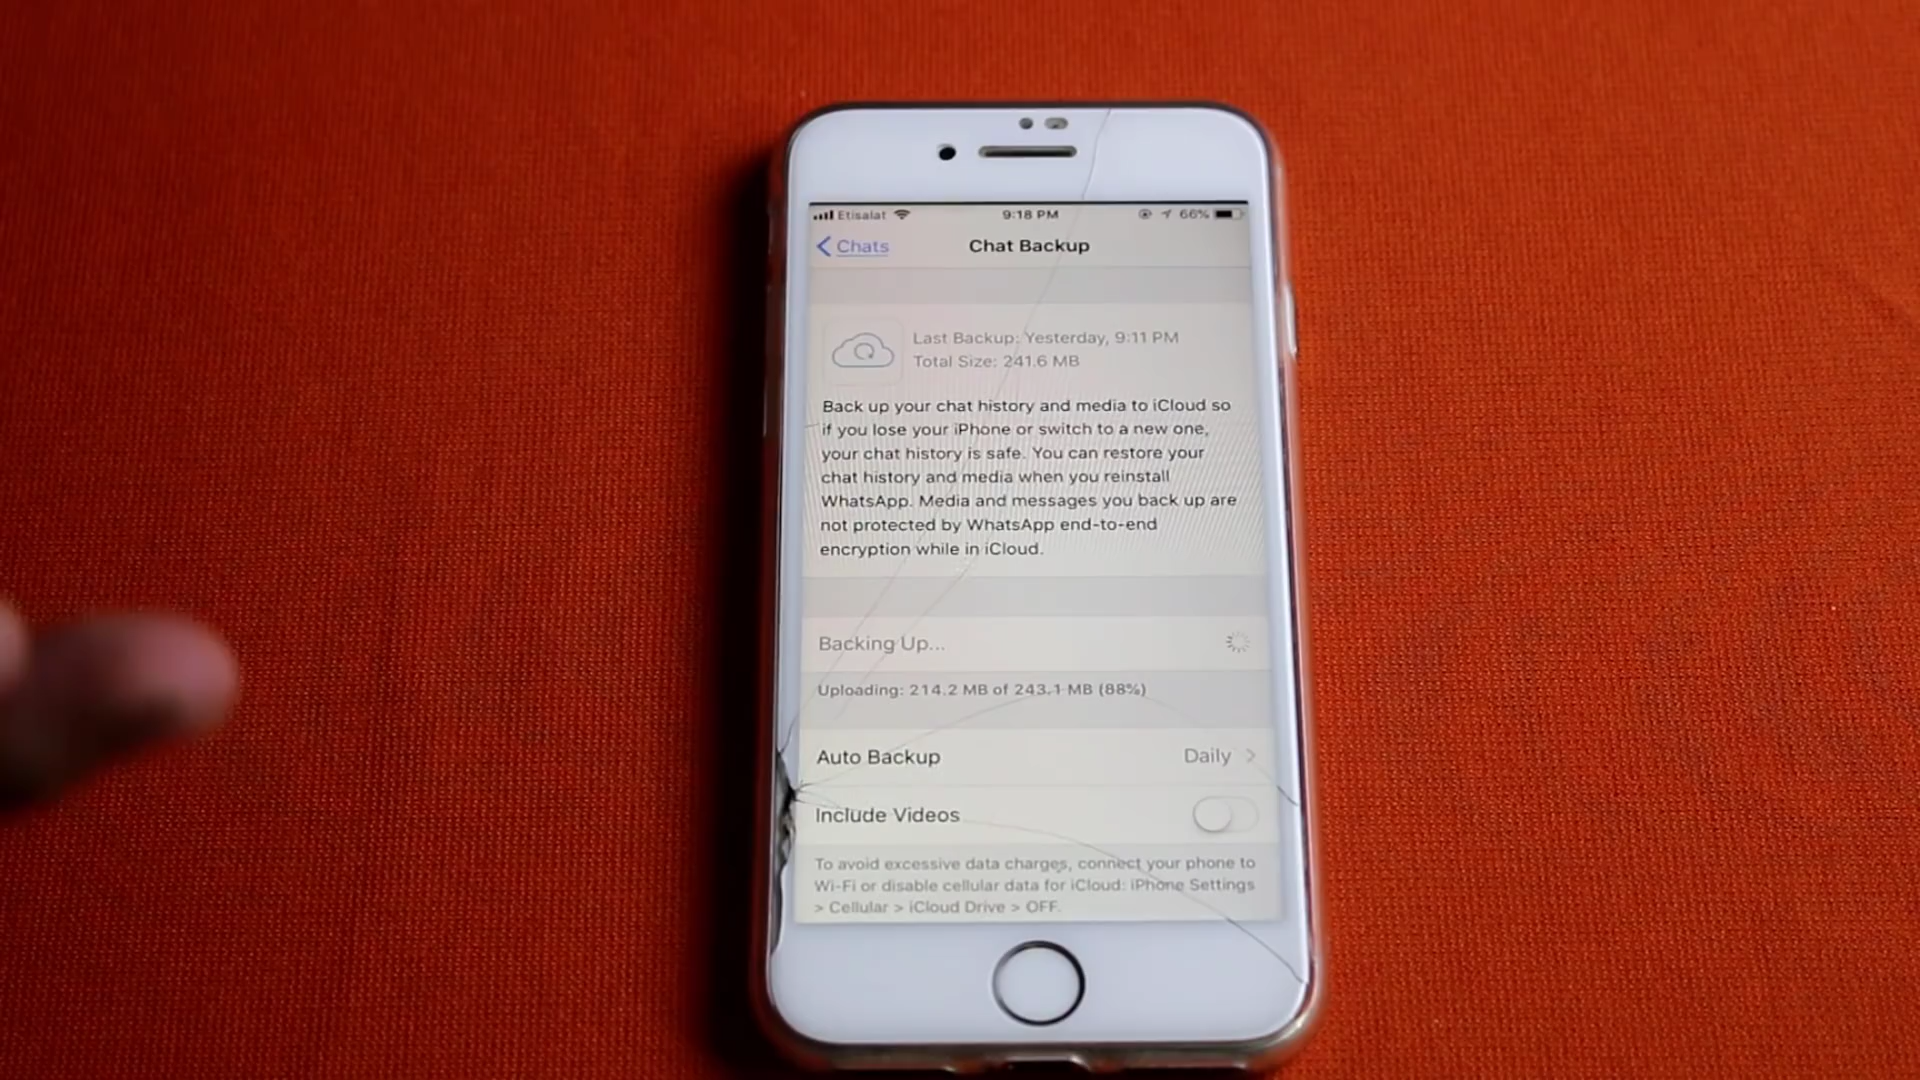 Etisalat 9:18 PM 66%
Chats Chat Backup
Last Backup: Yesterday, 9:11 PM
Total Size: 241.6 MB
Back up your chat history and media to iCloud so
if you lose your iPhone or switch to a new one,
your chat history is safe. You can restore your
chat history and media when you reinstall
WhatsApp. Media and messages you back up are
not protected by WhatsApp end-to-end
encryption while in iCloud.
Backing Up...
Uploading: 214.2 MB of 243.1 MB (88%)
Auto Backup Daily
Include Videos
To avoid excessive data charges, connect your phone to
Wi-Fi or disable cellular data for iCloud: iPhone Settings
> Cellular > iCloud Drive > OFF.